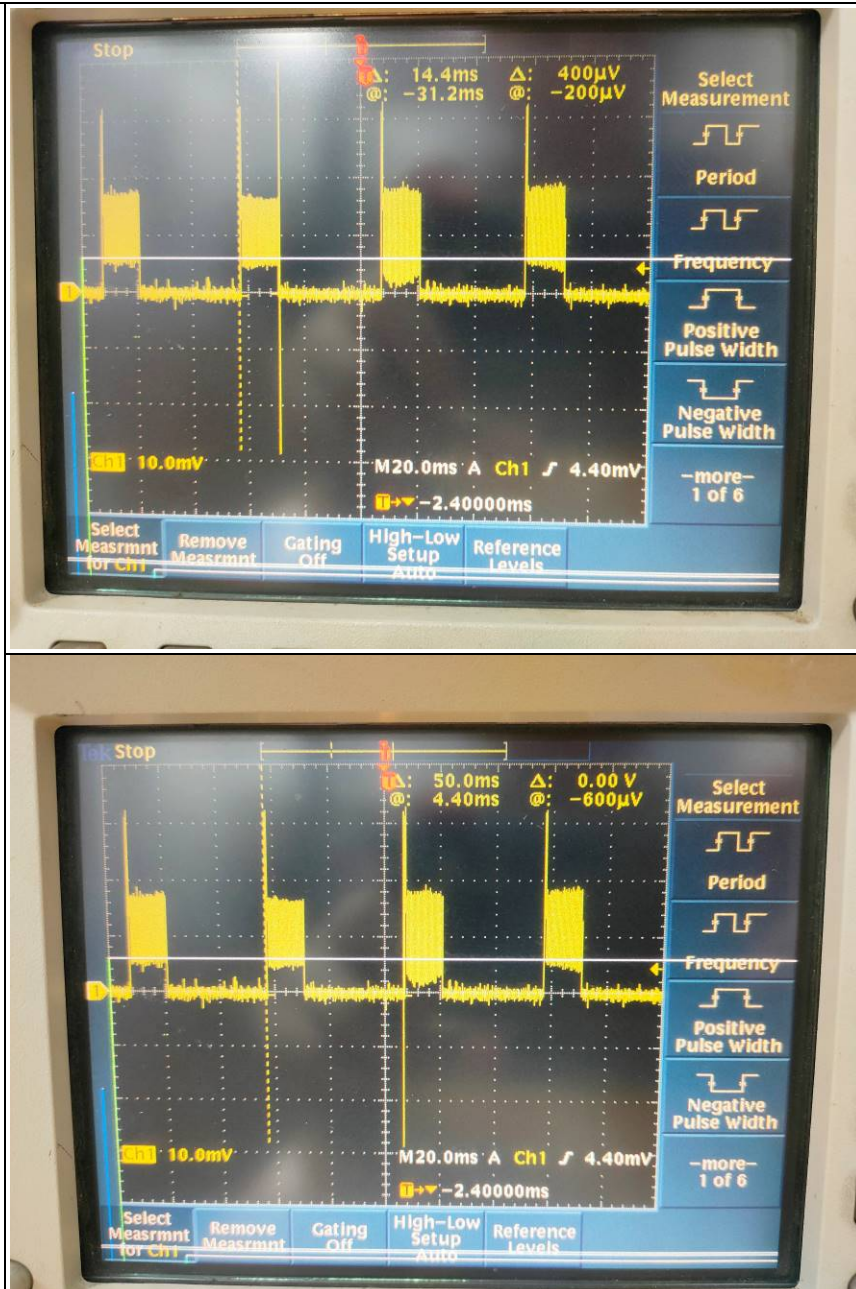 Stop
Δ: 14.4ms Δ: 400µV
@: −31.2ms @: −200µV
Select
Measurement
Period
Frequency
Positive
Pulse Width
Negative
Pulse Width
−more−
1 of 6
T
Ch1 10.0mV
M20.0ms A Ch1 4.40mV
T −2.40000ms
Select
Measrmnt
for Ch1
Remove
Measrmnt
Gating
Off
High−Low
Setup
Auto
Reference
Levels
Tek Stop
Δ: 50.0ms Δ: 0.00 V
@: 4.40ms @: −600µV
Select
Measurement
Period
Frequency
Positive
Pulse Width
Negative
Pulse Width
−more−
1 of 6
Ch1 10.0mV
M20.0ms A Ch1 4.40mV
T −2.40000ms
Select
Measrmnt
for Ch1
Remove
Measrmnt
Gating
Off
High−Low
Setup
Auto
Reference
Levels